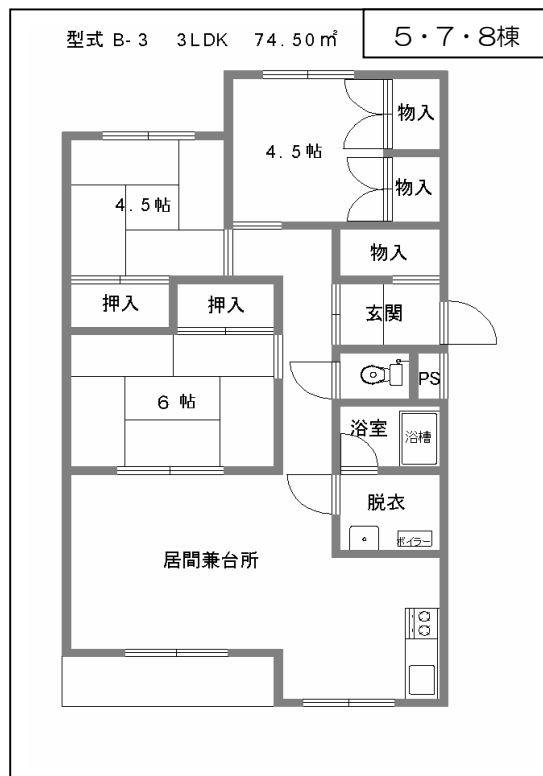 型式 B-3 3LDK 74.50㎡
5・7・8棟
物入
4.5帖
物入
4.5帖
物入
押入
押入
玄関
PS
6 帖
浴室
浴槽
脱衣
ボイラー
居間兼台所